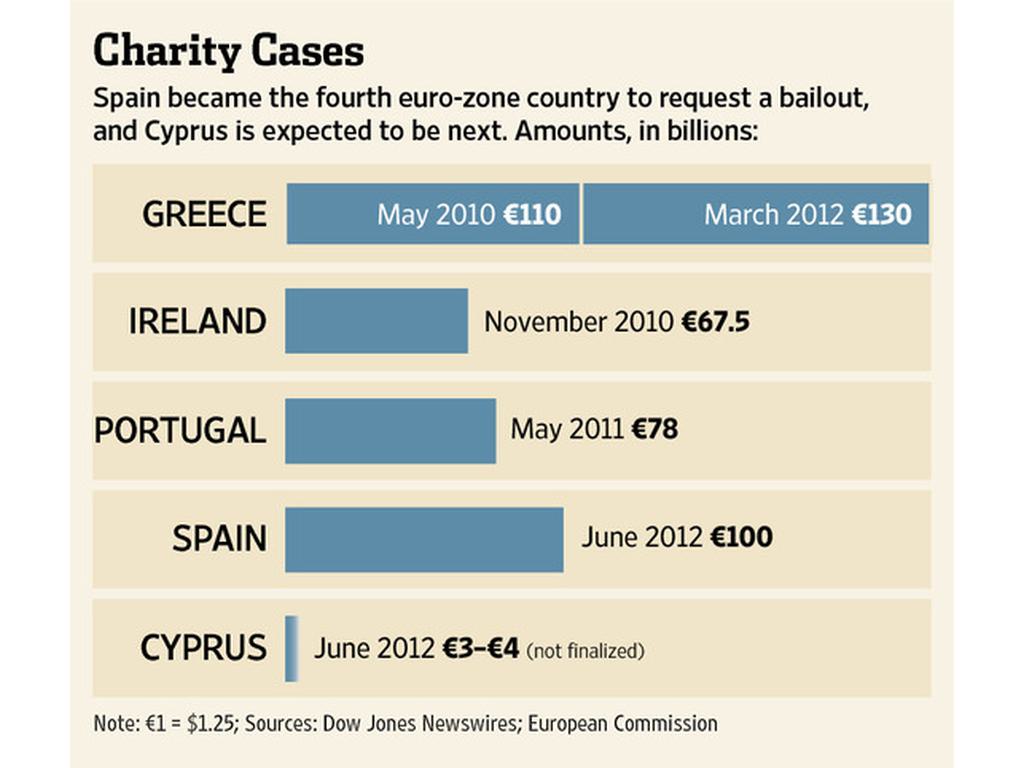 Charity Cases
Spain became the fourth euro-zone country to request a bailout,
and Cyprus is expected to be next. Amounts, in billions:
GREECE May 2010 €110 March 2012 €130
IRELAND November 2010 €67.5
PORTUGAL May 2011 €78
SPAIN June 2012 €100
CYPRUS June 2012 €3–€4 (not finalized)
Note: €1 = $1.25; Sources: Dow Jones Newswires; European Commission